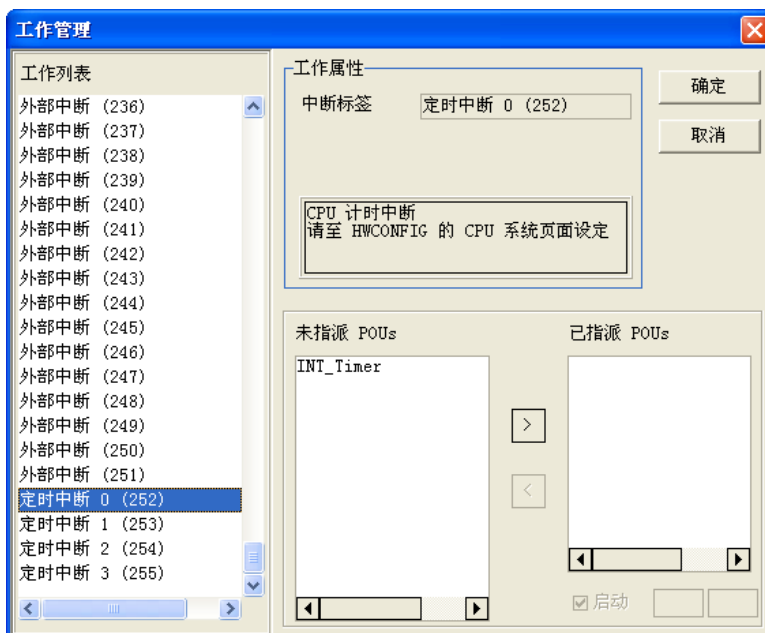 工作管理
工作列表
外部中断 (236)
外部中断 (237)
外部中断 (238)
外部中断 (239)
外部中断 (240)
外部中断 (241)
外部中断 (242)
外部中断 (243)
外部中断 (244)
外部中断 (245)
外部中断 (246)
外部中断 (247)
外部中断 (248)
外部中断 (249)
外部中断 (250)
外部中断 (251)
定时中断 0 (252)
定时中断 1 (253)
定时中断 2 (254)
定时中断 3 (255)
工作属性
中断标签
定时中断 0 (252)
CPU 计时中断
请至 HWCONFIG 的 CPU 系统页面设定
确定
取消
未指派 POUs
INT_Timer
>
<
已指派 POUs
启动